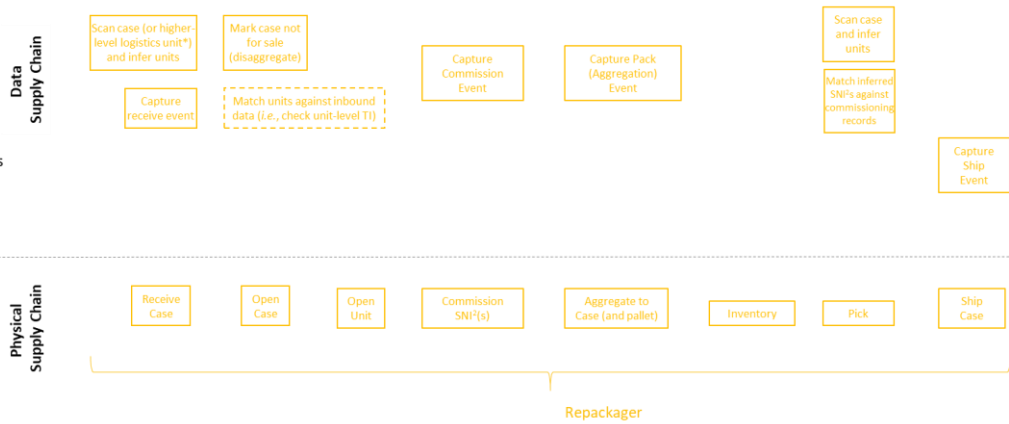 Data
Supply Chain
Scan case (or higher-
level logistics unit*)
and infer units
Mark case not
for sale
(disaggregate)
Capture
receive event
Match units against inbound
data (i.e., check unit-level TI)
Capture
Commission
Event
Capture Pack
(Aggregation)
Event
Scan case
and infer
units
Match inferred
SNI²s against
commissioning
records
s
Capture
Ship
Event
Physical
Supply Chain
Receive
Case
Open
Case
Open
Unit
Commission
SNI²(s)
Aggregate to
Case (and pallet)
Inventory
Pick
Ship
Case
Repackager